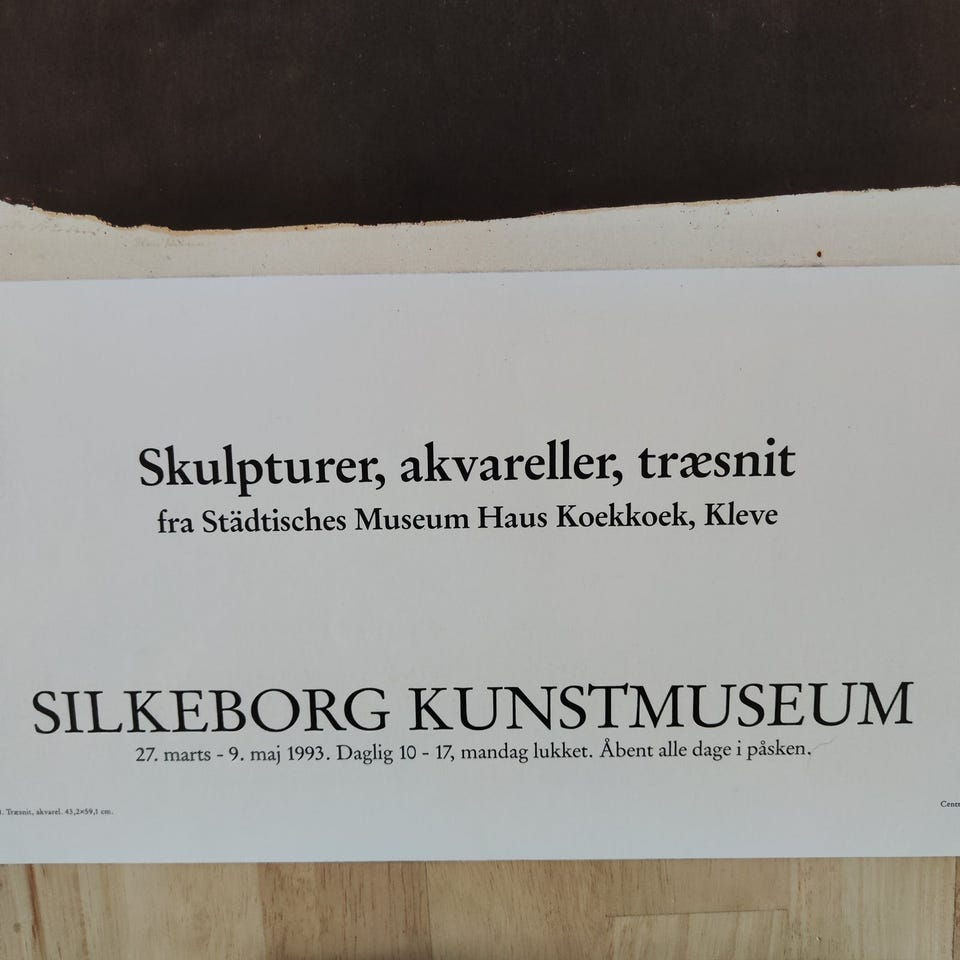 Skulpturer, akvareller, træsnit
fra Städtisches Museum Haus Koekkoek, Kleve
SILKEBORG KUNSTMUSEUM
27. marts - 9. maj 1993. Daglig 10 - 17, mandag lukket. Åbent alle dage i påsken.
. Træsnit, akvarel. 43,2×59,1 cm.